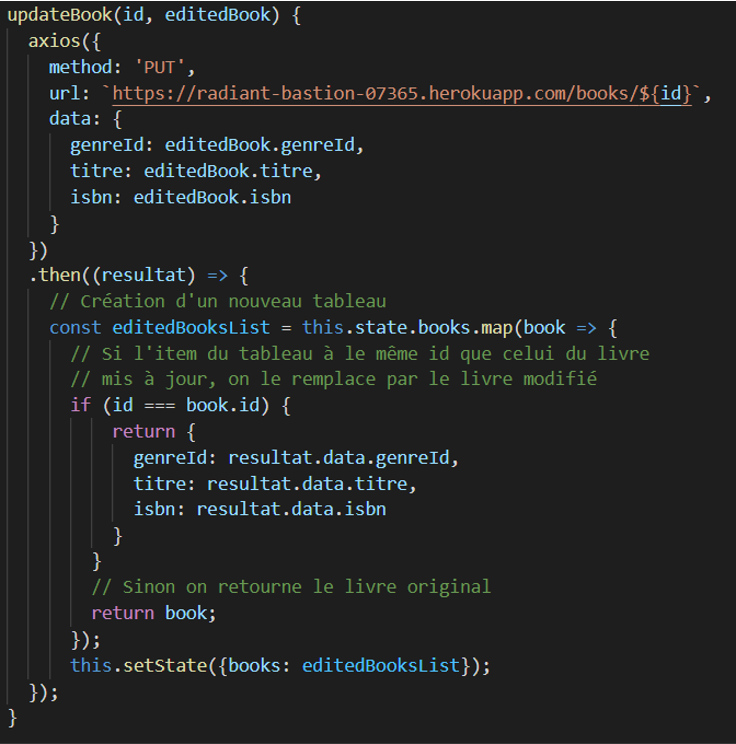 updateBook(id, editedBook) {
  axios({
    method: 'PUT',
    url: `https://radiant-bastion-07365.herokuapp.com/books/${id}`,
    data: {
      genreId: editedBook.genreId,
      titre: editedBook.titre,
      isbn: editedBook.isbn
    }
  })
  .then((resultat) => {
    // Création d'un nouveau tableau
    const editedBooksList = this.state.books.map(book => {
      // Si l'item du tableau à le même id que celui du livre
      // mis à jour, on le remplace par le livre modifié
      if (id === book.id) {
          return {
            genreId: resultat.data.genreId,
            titre: resultat.data.titre,
            isbn: resultat.data.isbn
          }
        }
        // Sinon on retourne le livre original
        return book;
      });
      this.setState({books: editedBooksList});
  });
}